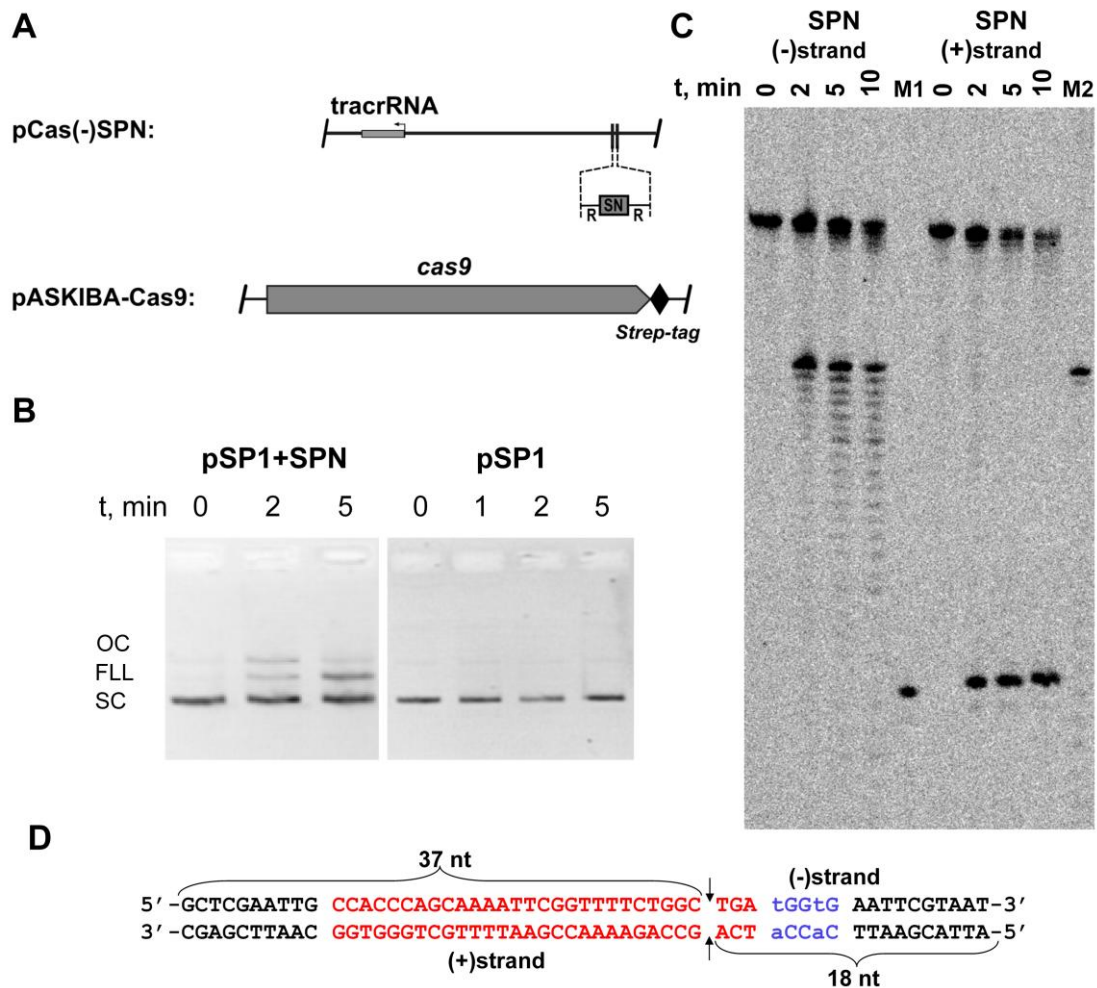 A
pCas(-)SPN:
tracrRNA
R SN R
pASKIBA-Cas9:
cas9
Strep-tag
B
pSP1+SPN pSP1
t, min 0 2 5 0 1 2 5
OC
FLL
SC
C
SPN SPN
(-)strand (+)strand
t, min 0 2 5 10 M1 0 2 5 10 M2
D
37 nt
(-)strand
5′-GCTCGAATTG CCACCCAGCAAAATTCGGTTTTCTGGC TGA tGGtG AATTCGTAAT-3′
3′-CGAGCTTAAC GGTGGGTCGTTTTAAGCCAAAAGACCG ACT aCCaC TTAAGCATTA-5′
(+)strand
18 nt